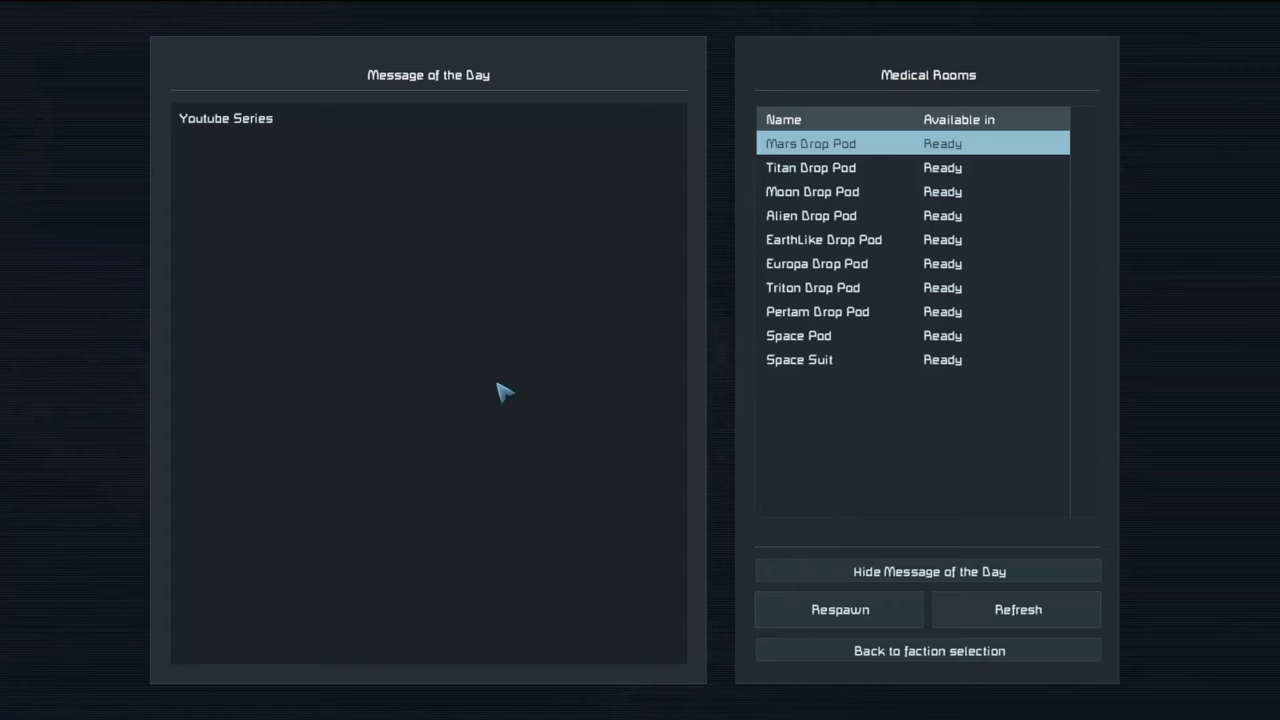 Message of the Day
Youtube Series
Medical Rooms
Name Available in
Mars Drop Pod Ready
Titan Drop Pod Ready
Moon Drop Pod Ready
Alien Drop Pod Ready
EarthLike Drop Pod Ready
Europa Drop Pod Ready
Triton Drop Pod Ready
Pertam Drop Pod Ready
Space Pod Ready
Space Suit Ready
Hide Message of the Day
Respawn Refresh
Back to faction selection